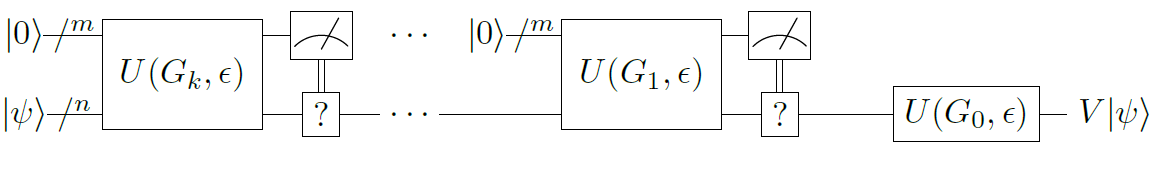 |0⟩ m U(G_k, ϵ) ··· |0⟩ m U(G_1, ϵ)
|ψ⟩ n ? ··· ? U(G_0, ϵ) V|ψ⟩